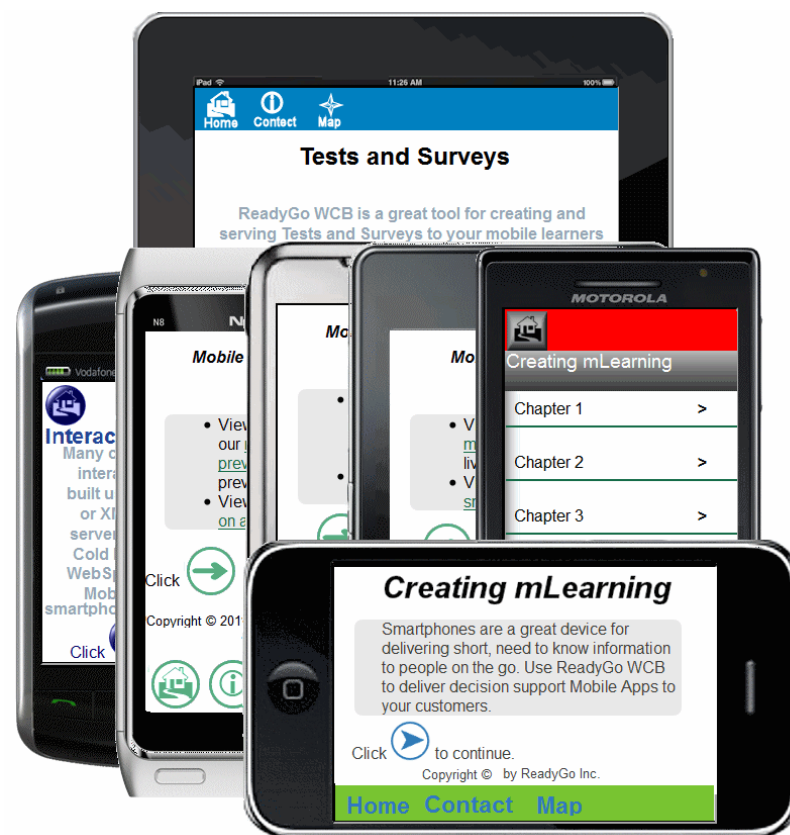 iPad
11:26 AM
100%
Home Contact Map
Tests and Surveys
ReadyGo WCB is a great tool for creating and
serving Tests and Surveys to your mobile learners
Vodafone
Interac
Many
intera
built u
or XM
server
Cold
WebSp
Mob
smartpho
Click
N8
Mobile
View
our
prev
prev
View
on a
Click
Copyright © 201
Mo
Mo
V
m
liv
V
sr
MOTOROLA
Creating mLearning
Chapter 1 >
Chapter 2 >
Chapter 3 >
Creating mLearning
Smartphones are a great device for
delivering short, need to know information
to people on the go. Use ReadyGo WCB
to deliver decision support Mobile Apps to
your customers.
Click to continue.
Copyright © by ReadyGo Inc.
Home Contact Map